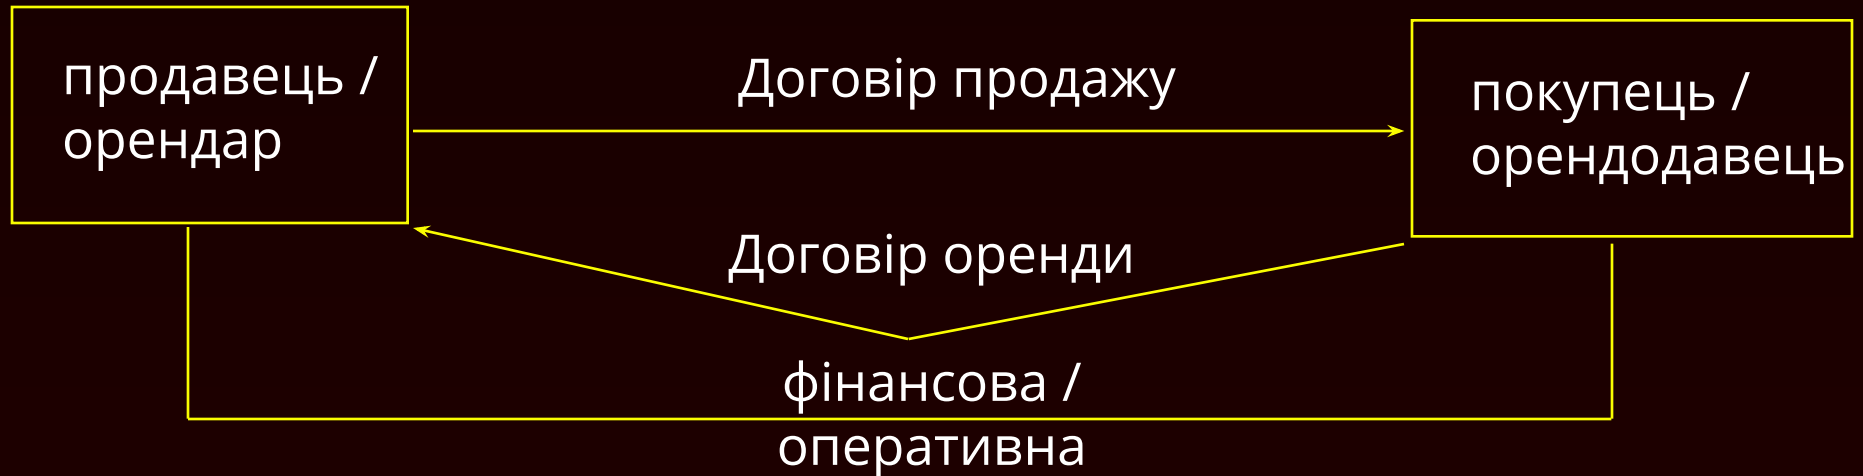 продавець /
орендар
Договір продажу
покупець /
орендодавець
Договір оренди
фінансова /
оперативна